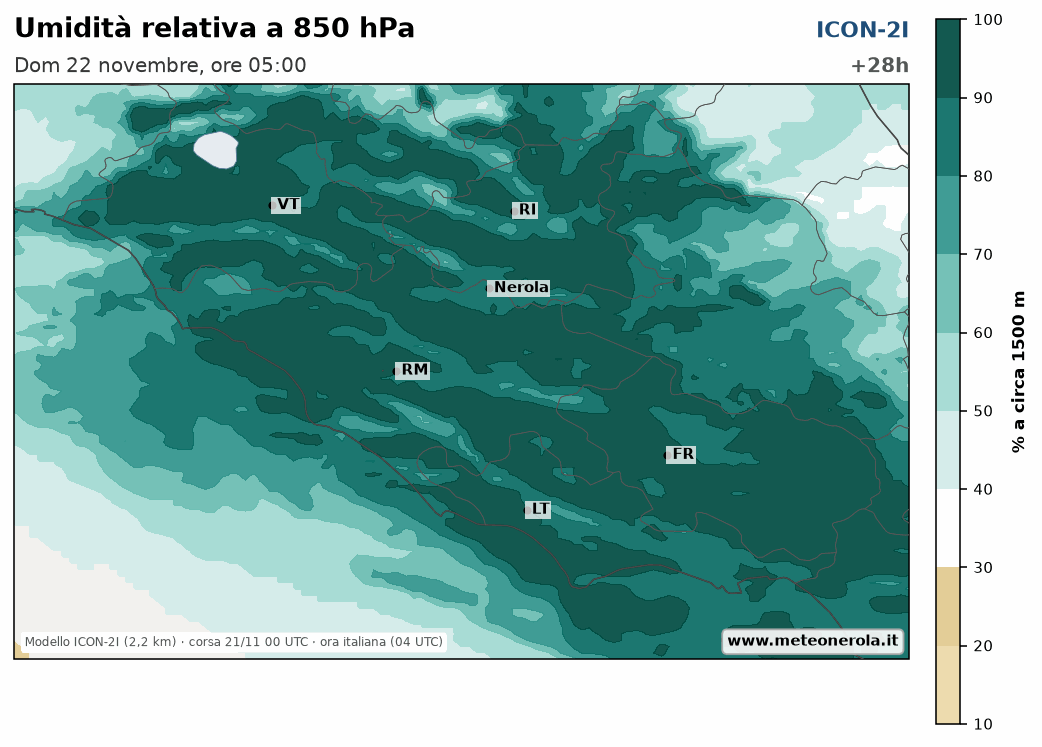 Umidità relativa a 850 hPa
ICON-2I
Dom 22 novembre, ore 05:00
+28h
VT
RI
Nerola
RM
FR
LT
100
90
80
70
60
50
40
30
20
10
% a circa 1500 m
Modello ICON-2I (2,2 km) · corsa 21/11 00 UTC · ora italiana (04 UTC)
www.meteonerola.it